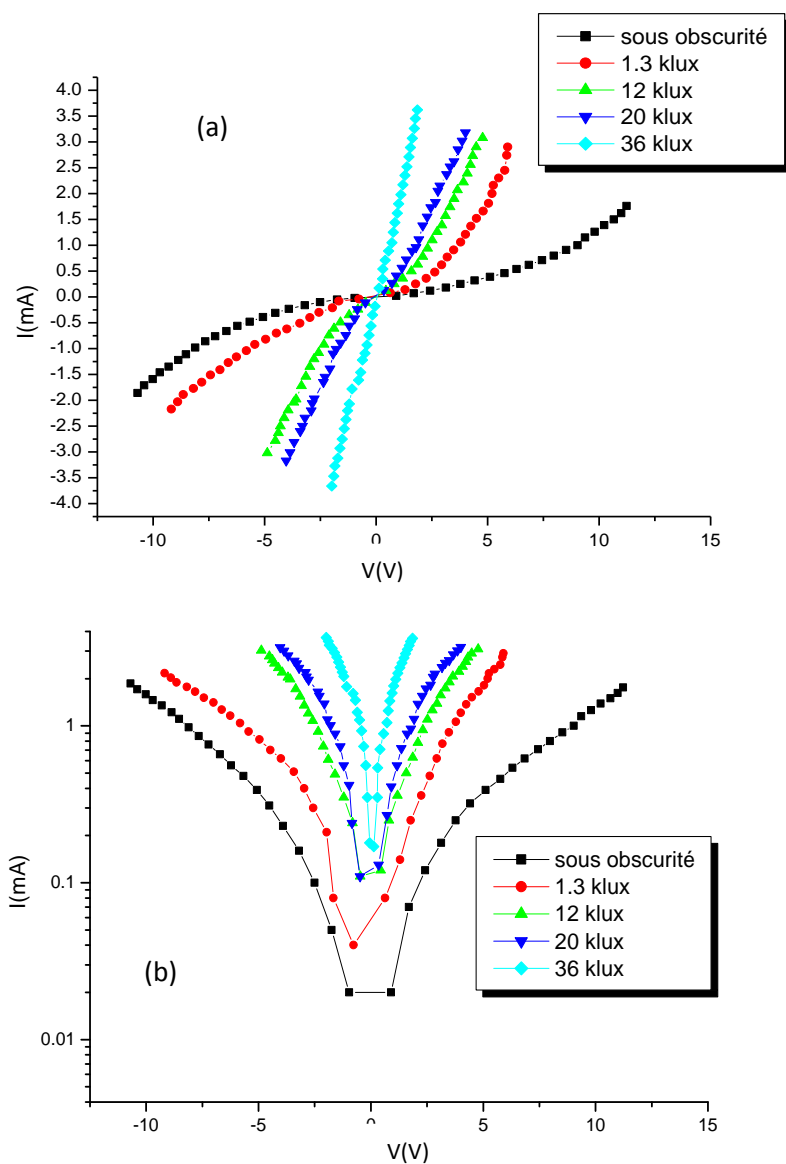 sous obscurité
1.3 klux
12 klux
20 klux
36 klux
(a)
4.0
3.5
3.0
2.5
2.0
1.5
1.0
0.5
0.0
-0.5
-1.0
-1.5
-2.0
-2.5
-3.0
-3.5
-4.0
I(mA)
-10 -5 0 5 10 15
V(V)
1
0.1
0.01
I(mA)
sous obscurité
1.3 klux
12 klux
20 klux
36 klux
(b)
-10 -5 0 5 10 15
V(V)